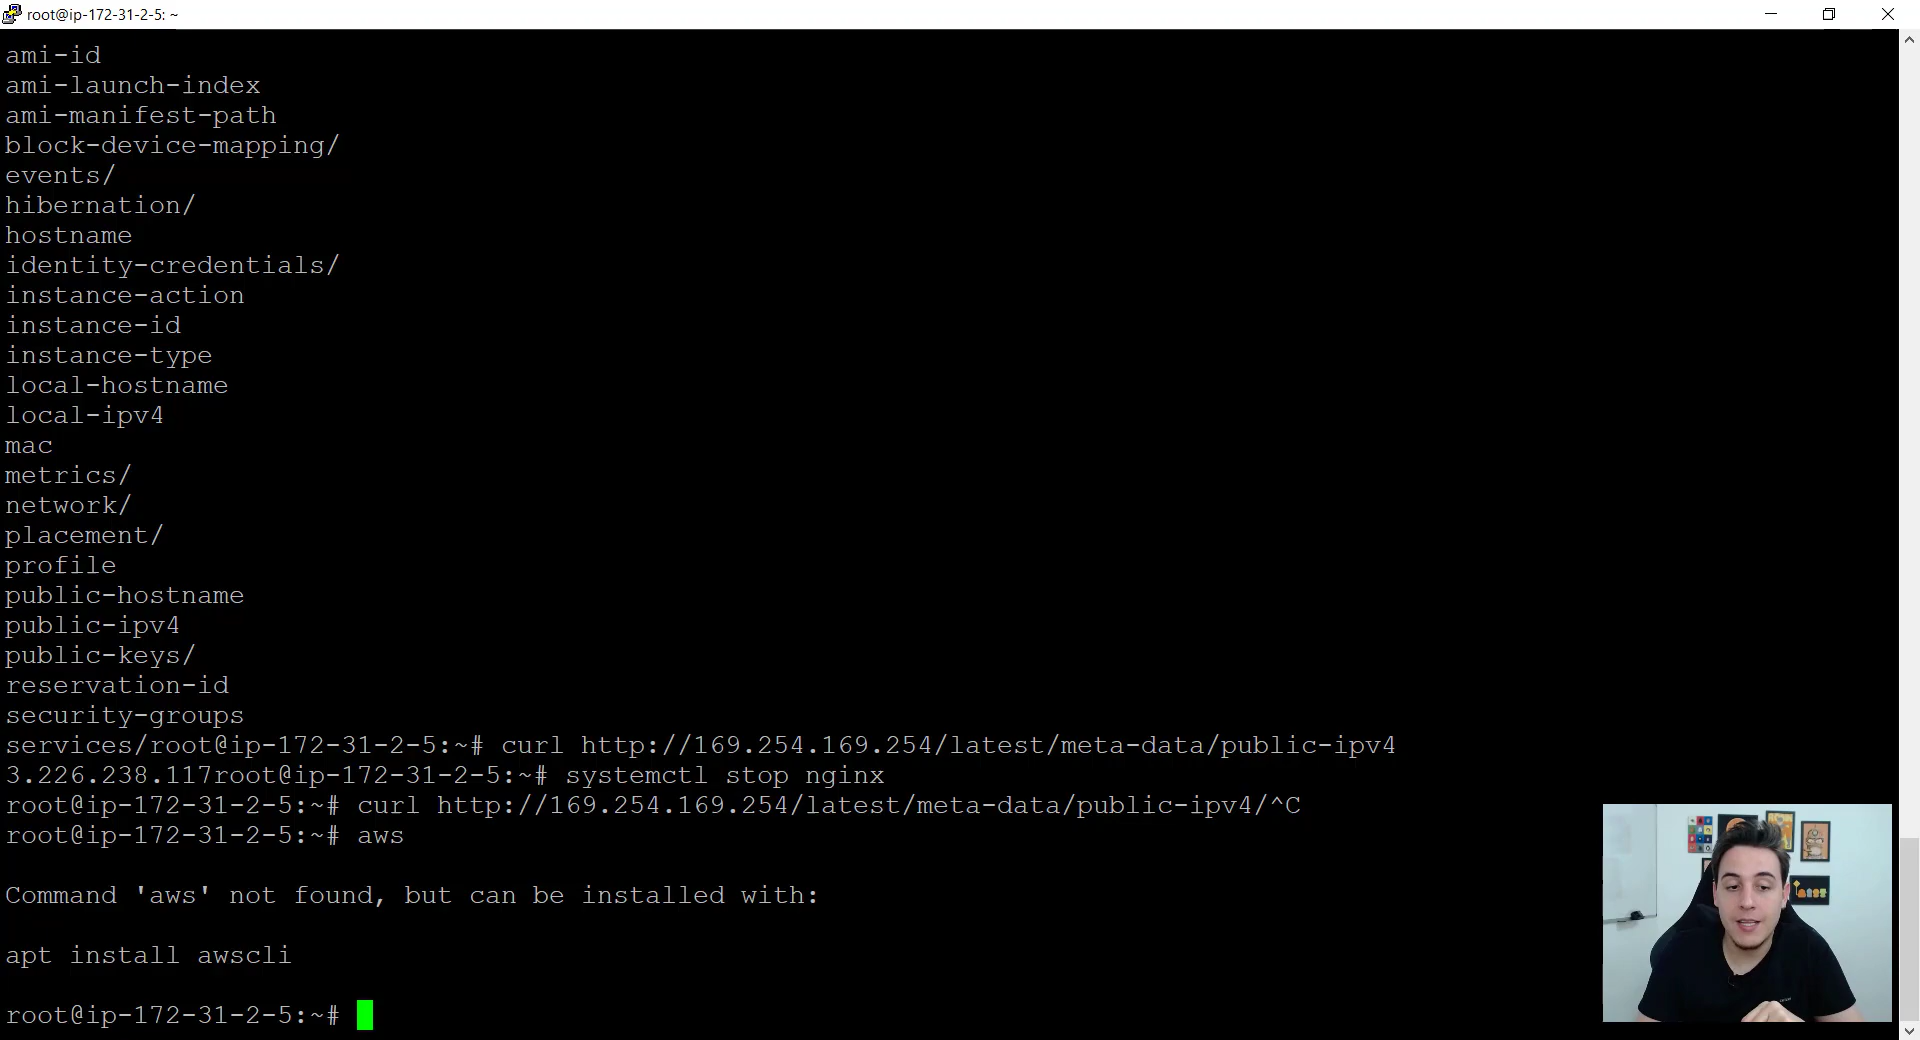 root@ip-172-31-2-5: ~
ami-id
ami-launch-index
ami-manifest-path
block-device-mapping/
events/
hibernation/
hostname
identity-credentials/
instance-action
instance-id
instance-type
local-hostname
local-ipv4
mac
metrics/
network/
placement/
profile
public-hostname
public-ipv4
public-keys/
reservation-id
security-groups
services/root@ip-172-31-2-5:~# curl http://169.254.169.254/latest/meta-data/public-ipv4
3.226.238.117root@ip-172-31-2-5:~# systemctl stop nginx
root@ip-172-31-2-5:~# curl http://169.254.169.254/latest/meta-data/public-ipv4/^C
root@ip-172-31-2-5:~# aws
Command 'aws' not found, but can be installed with:
apt install awscli
root@ip-172-31-2-5:~#